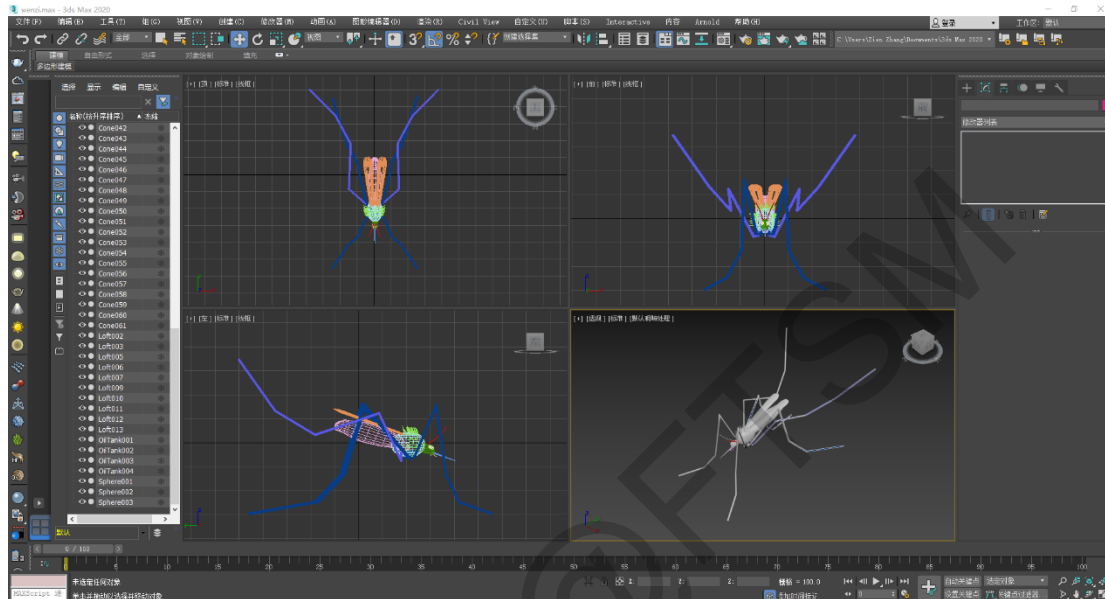 wenzi.max - 3ds Max 2020
文件(F) 编辑(E) 工具(T) 组(G) 视图(V) 创建(C) 修改器(M) 动画(A) 图形编辑器(D) 渲染(R) Civil View 自定义(U) 脚本(S) Interactive 内容 Arnold 帮助(H) 登录 工作区: 默认
全部 视图 创建选择集
建模 自由形式 选择 对象绘制 填充
多边形建模
选择 显示 编辑 自定义
名称(按升序排序) 冻结
Cone042
Cone043
Cone044
Cone045
Cone046
Cone047
Cone048
Cone049
Cone050
Cone051
Cone052
Cone053
Cone054
Cone055
Cone056
Cone057
Cone058
Cone059
Cone060
Cone061
Loft002
Loft003
Loft005
Loft006
Loft007
Loft009
Loft010
Loft011
Loft012
Loft013
OilTank001
OilTank002
OilTank003
OilTank004
Sphere001
Sphere002
Sphere003
默认
[+] [顶] [标准] [线框]
[+] [前] [标准] [线框]
[+] [左] [标准] [线框]
[+] [透视] [标准] [默认明暗处理]
修改器列表
@FTSM
0 / 100
0 5 10 15 20 25 30 35 40 45 50 55 60 65 70 75 80 85 90 95 100
未选定任何对象
X: Y: Z: 栅格 = 100.0
自动关键点 选定对象
MAXScript 迷
单击并拖动以选择并移动对象
添加时间标记
设置关键点 关键点过滤器